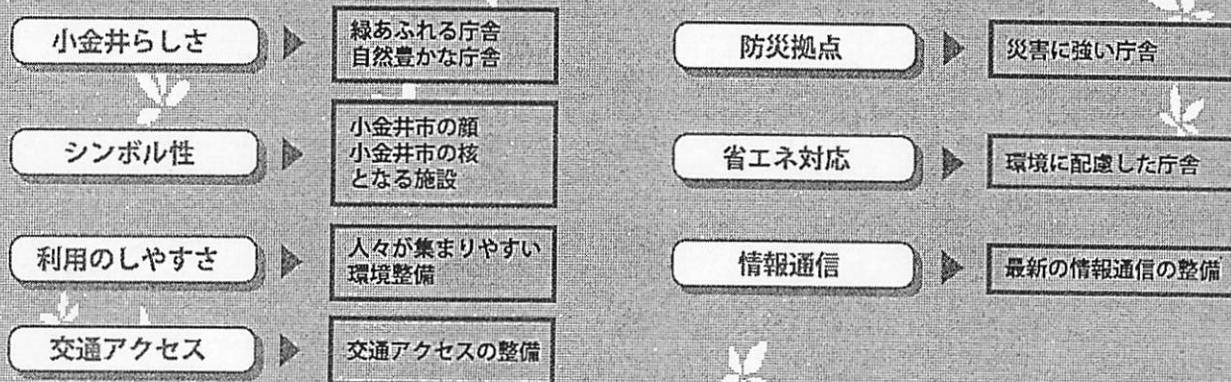 小金井らしさ
緑あふれる庁舎
自然豊かな庁舎
シンボル性
小金井市の顔
小金井市の核
となる施設
利用のしやすさ
人々が集まりやすい
環境整備
交通アクセス
交通アクセスの整備
防災拠点
災害に強い庁舎
省エネ対応
環境に配慮した庁舎
情報通信
最新の情報通信の整備